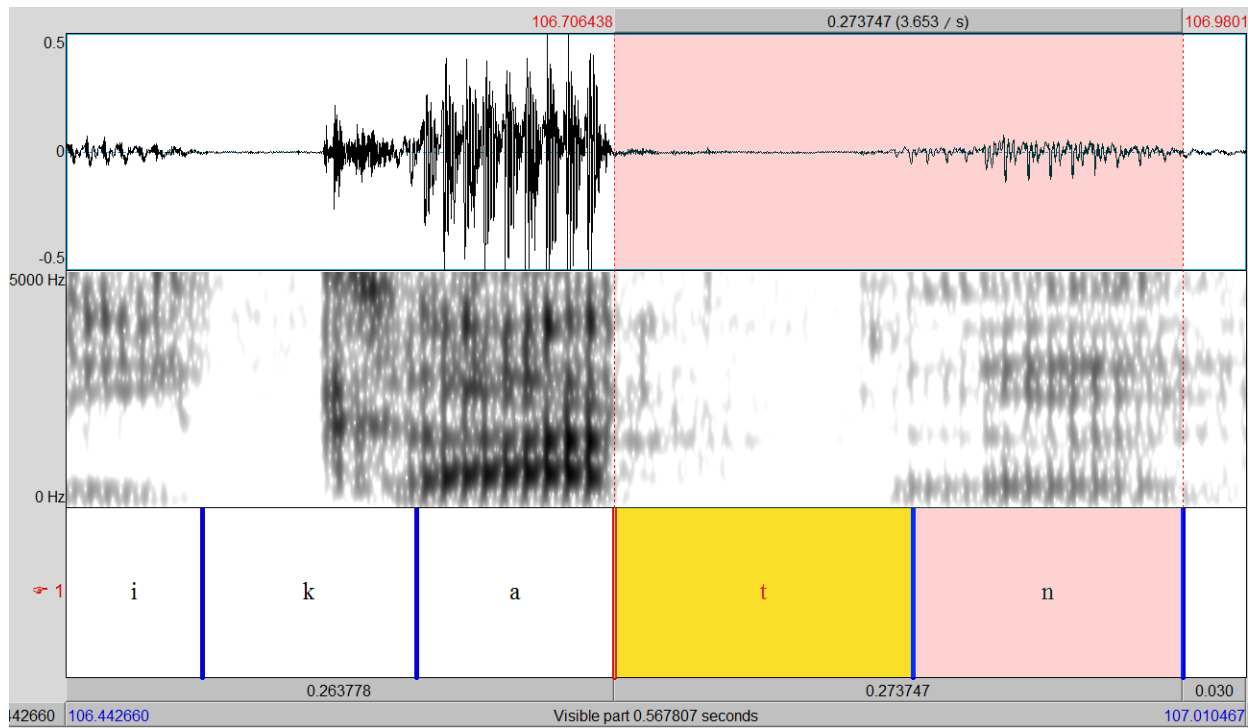 106.706438 0.273747 (3.653 / s) 106.9801
0.5
0
-0.5
5000 Hz
0 Hz
1 i k a t n
0.263778 0.273747 0.030
442660 106.442660 Visible part 0.567807 seconds 107.010467